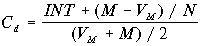 C_d = (INT + (M − V_M) / N) / ((V_M + M) / 2)